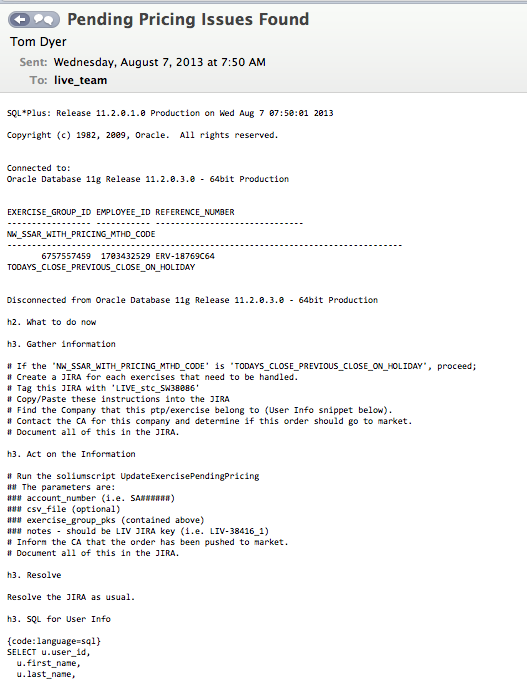 Pending Pricing Issues Found
Tom Dyer
Sent: Wednesday, August 7, 2013 at 7:50 AM
To: live_team
SQL*Plus: Release 11.2.0.1.0 Production on Wed Aug 7 07:50:01 2013
Copyright (c) 1982, 2009, Oracle.  All rights reserved.
Connected to:
Oracle Database 11g Release 11.2.0.3.0 - 64bit Production
EXERCISE_GROUP_ID EMPLOYEE_ID REFERENCE_NUMBER
----------------- ----------- ------------------------------
NW_SSAR_WITH_PRICING_MTHD_CODE
--------------------------------------------------------------------------------
6757557459  1703432529 ERV-18769C64
TODAYS_CLOSE_PREVIOUS_CLOSE_ON_HOLIDAY
Disconnected from Oracle Database 11g Release 11.2.0.3.0 - 64bit Production
h2. What to do now
h3. Gather information
# If the 'NW_SSAR_WITH_PRICING_MTHD_CODE' is 'TODAYS_CLOSE_PREVIOUS_CLOSE_ON_HOLIDAY', proceed;
# Create a JIRA for each exercises that need to be handled.
# Tag this JIRA with 'LIVE_stc_SW38086'
# Copy/Paste these instructions into the JIRA
# Find the Company that this ptp/exercise belong to (User Info snippet below).
# Contact the CA for this company and determine if this order should go to market.
# Document all of this in the JIRA.
h3. Act on the Information
# Run the soliumscript UpdateExercisePendingPricing
## The parameters are:
### account_number (i.e. SA######)
### csv_file (optional)
### exercise_group_pks (contained above)
### notes - should be LIV JIRA key (i.e. LIV-38416_1)
# Inform the CA that the order has been pushed to market.
# Document all of this in the JIRA.
h3. Resolve
Resolve the JIRA as usual.
h3. SQL for User Info
{code:language=sql}
SELECT u.user_id,
u.first_name,
u.last_name,